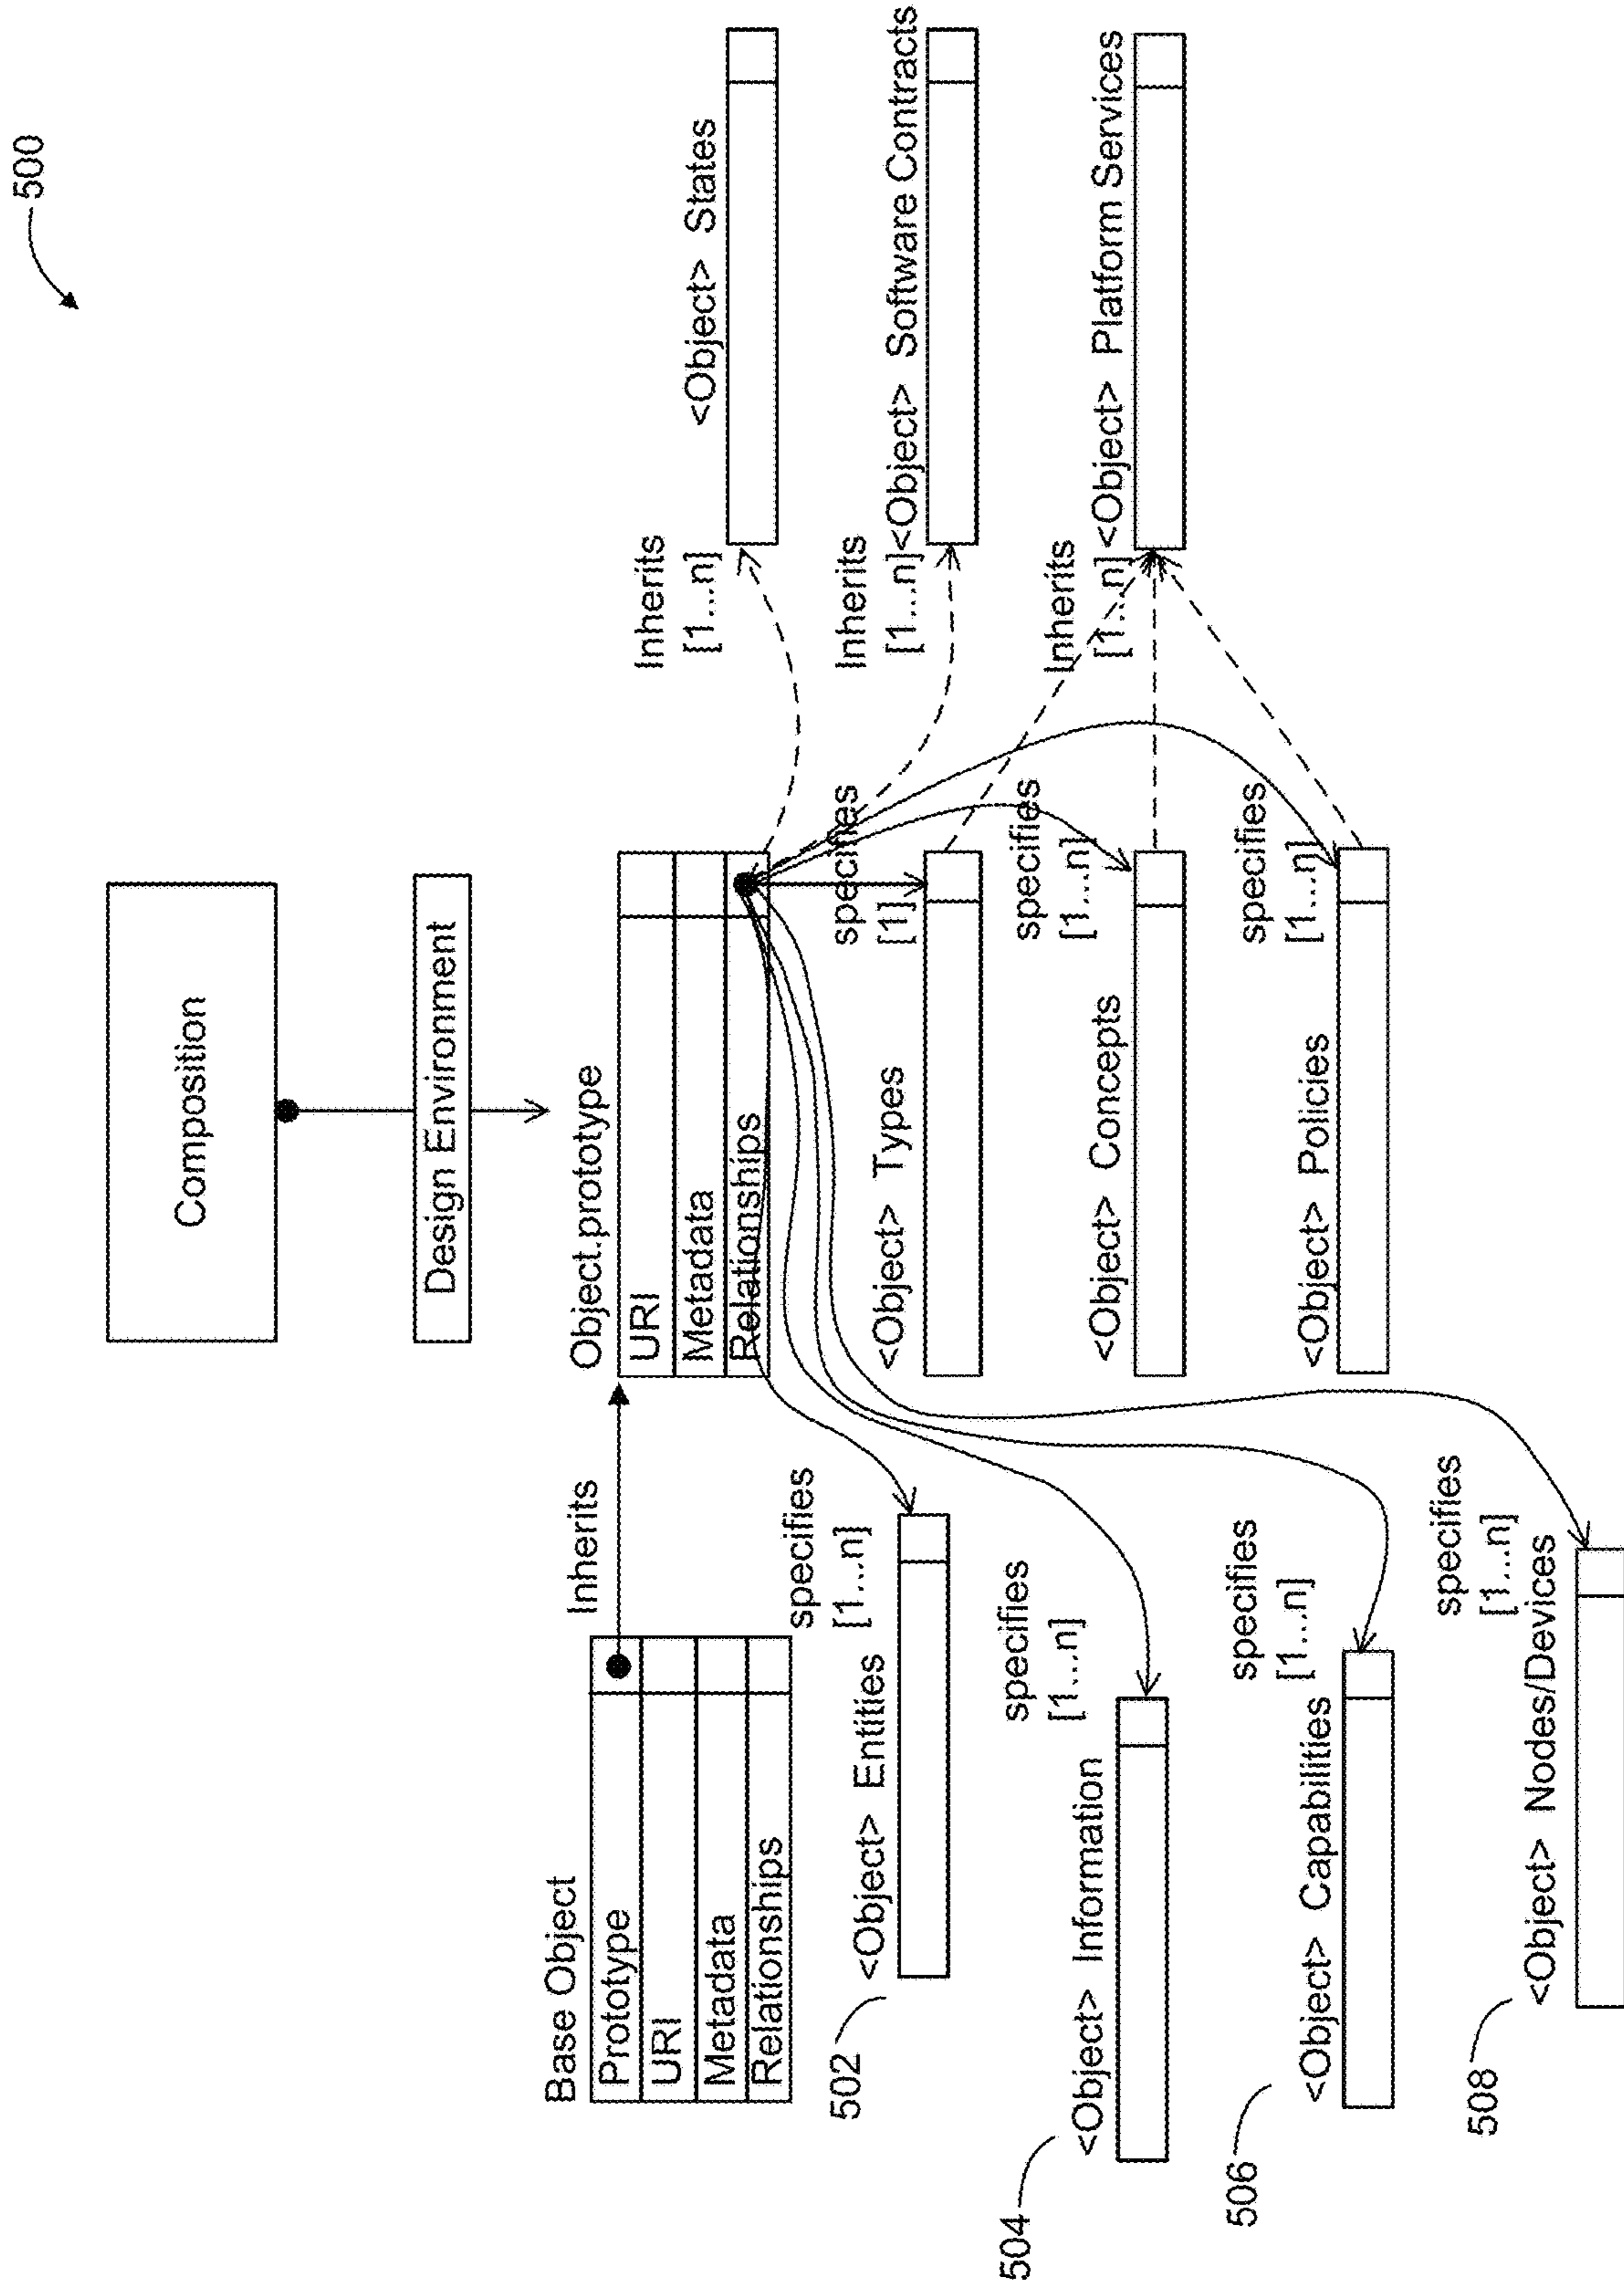 500
Composition
Design Environment
Base Object
Prototype
URI
Metadata
Relationships
Inherits
Object.prototype
URI
Metadata
Relationships
Inherits
[1...n]
<Object> States
502
<Object> Entities
specifies
[1...n]
<Object> Types
specifies
[1]
Inherits
[1...n]
<Object> Software Contracts
504
<Object> Information
specifies
[1...n]
<Object> Concepts
specifies
[1...n]
Inherits
[1...n]
<Object> Platform Services
506
<Object> Capabilities
specifies
[1...n]
<Object> Policies
specifies
[1...n]
508
<Object> Nodes/Devices
specifies
[1...n]